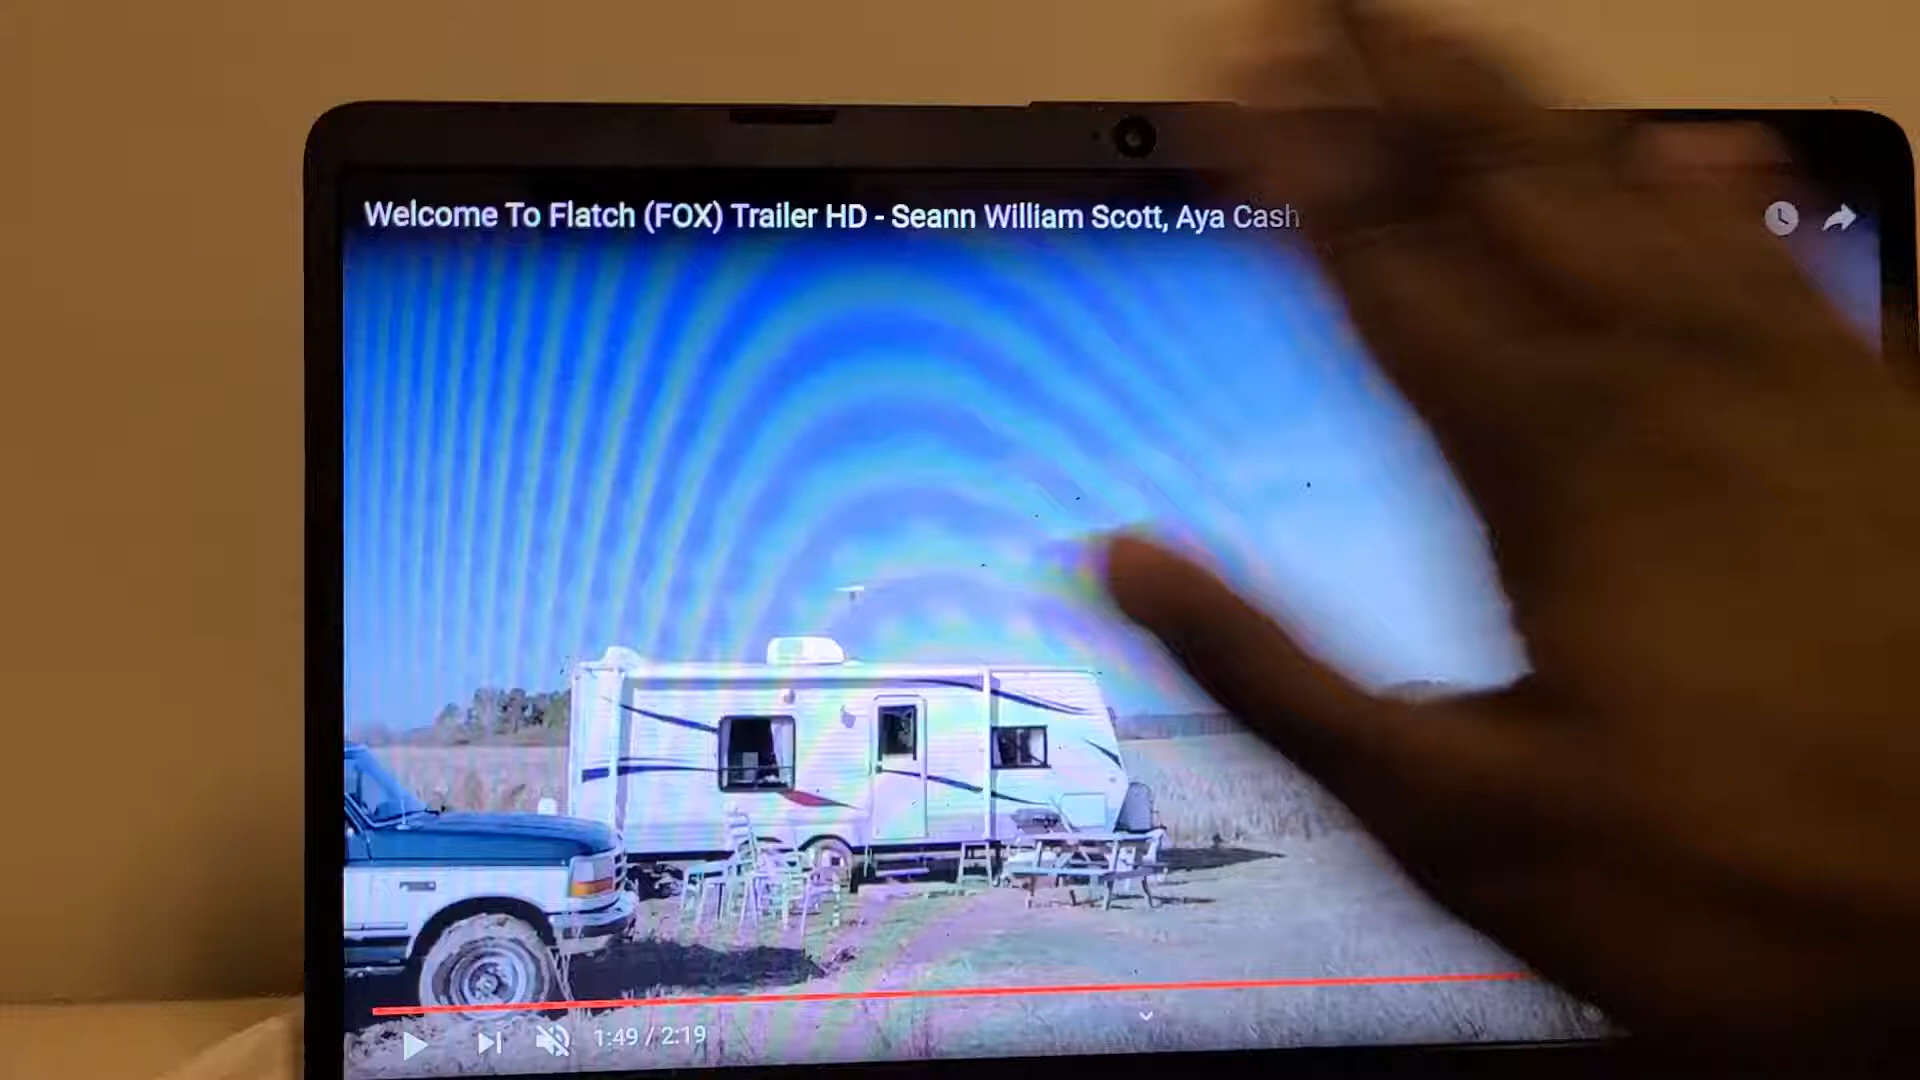 Welcome To Flatch (FOX) Trailer HD - Seann William Scott, Aya Cash
1:49 / 2:19